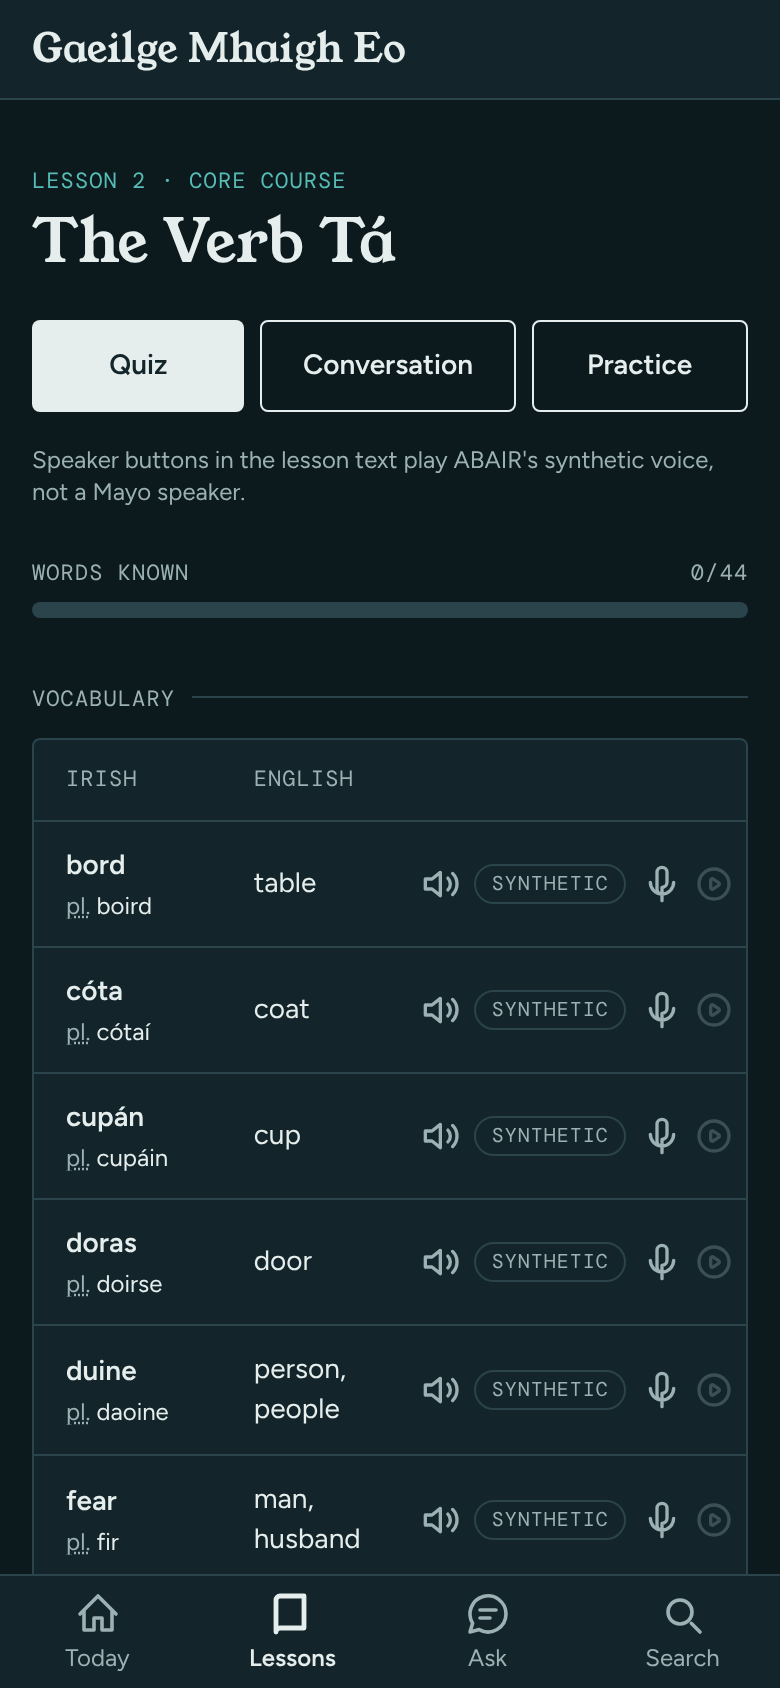 Gaeilge Mhaigh Eo
LESSON 2 · CORE COURSE
The Verb Tá
Quiz
Conversation
Practice
Speaker buttons in the lesson text play ABAIR's synthetic voice,
not a Mayo speaker.
WORDS KNOWN 0/44
VOCABULARY
IRISH ENGLISH
bord
pl. boird
table
SYNTHETIC
cóta
pl. cótaí
coat
SYNTHETIC
cupán
pl. cupáin
cup
SYNTHETIC
doras
pl. doirse
door
SYNTHETIC
duine
pl. daoine
person,
people
SYNTHETIC
fear
pl. fir
man,
husband
SYNTHETIC
Today
Lessons
Ask
Search